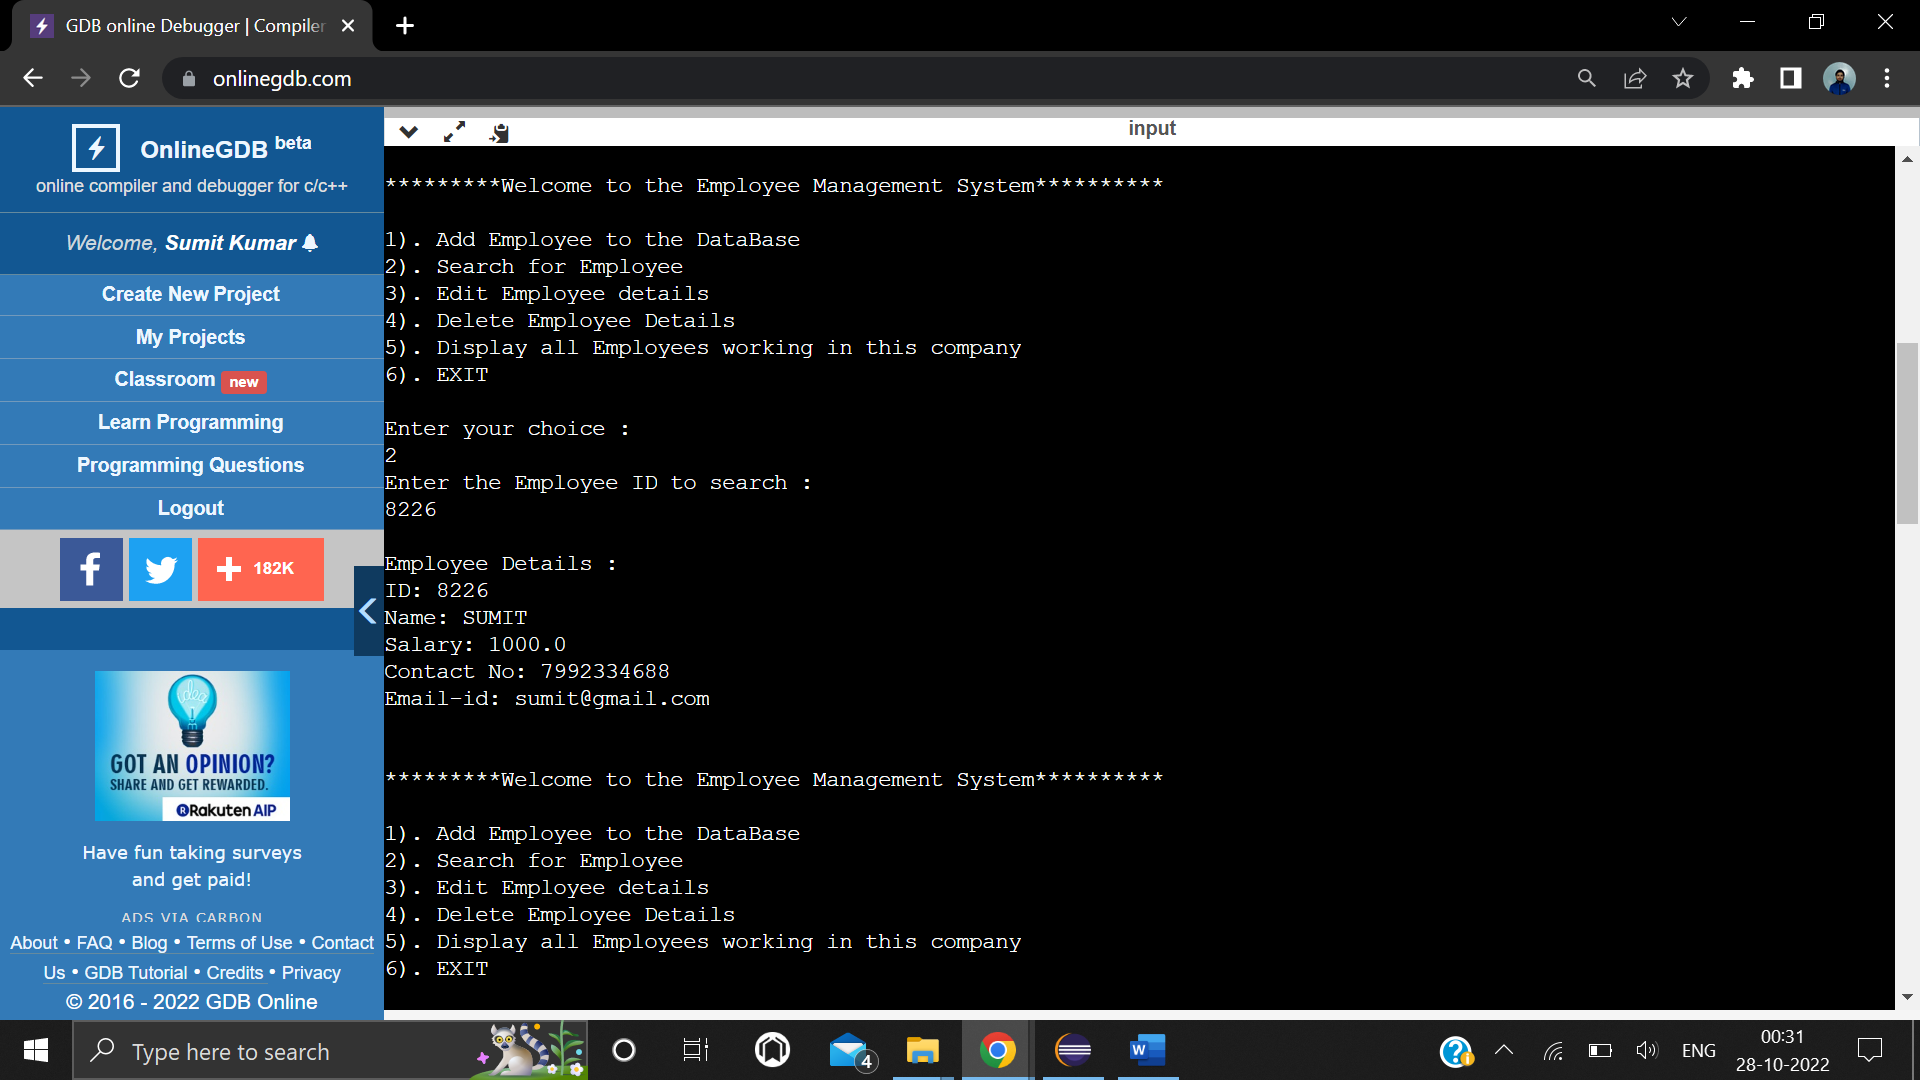 GDB online Debugger | Compiler
onlinegdb.com
OnlineGDB beta
online compiler and debugger for c/c++
Welcome, Sumit Kumar
Create New Project
My Projects
Classroom new
Learn Programming
Programming Questions
Logout
f
+ 182K
idea
GOT AN OPINION?
SHARE AND GET REWARDED.
Rakuten AIP
Have fun taking surveys
and get paid!
ADS VIA CARBON
About • FAQ • Blog • Terms of Use • Contact
Us • GDB Tutorial • Credits • Privacy
© 2016 - 2022 GDB Online
input
*********Welcome to the Employee Management System**********
1). Add Employee to the DataBase
2). Search for Employee
3). Edit Employee details
4). Delete Employee Details
5). Display all Employees working in this company
6). EXIT
Enter your choice :
2
Enter the Employee ID to search :
8226
Employee Details :
ID: 8226
Name: SUMIT
Salary: 1000.0
Contact No: 7992334688
Email-id: sumit@gmail.com
*********Welcome to the Employee Management System**********
1). Add Employee to the DataBase
2). Search for Employee
3). Edit Employee details
4). Delete Employee Details
5). Display all Employees working in this company
6). EXIT
Type here to search
4
W
ENG
00:31
28-10-2022